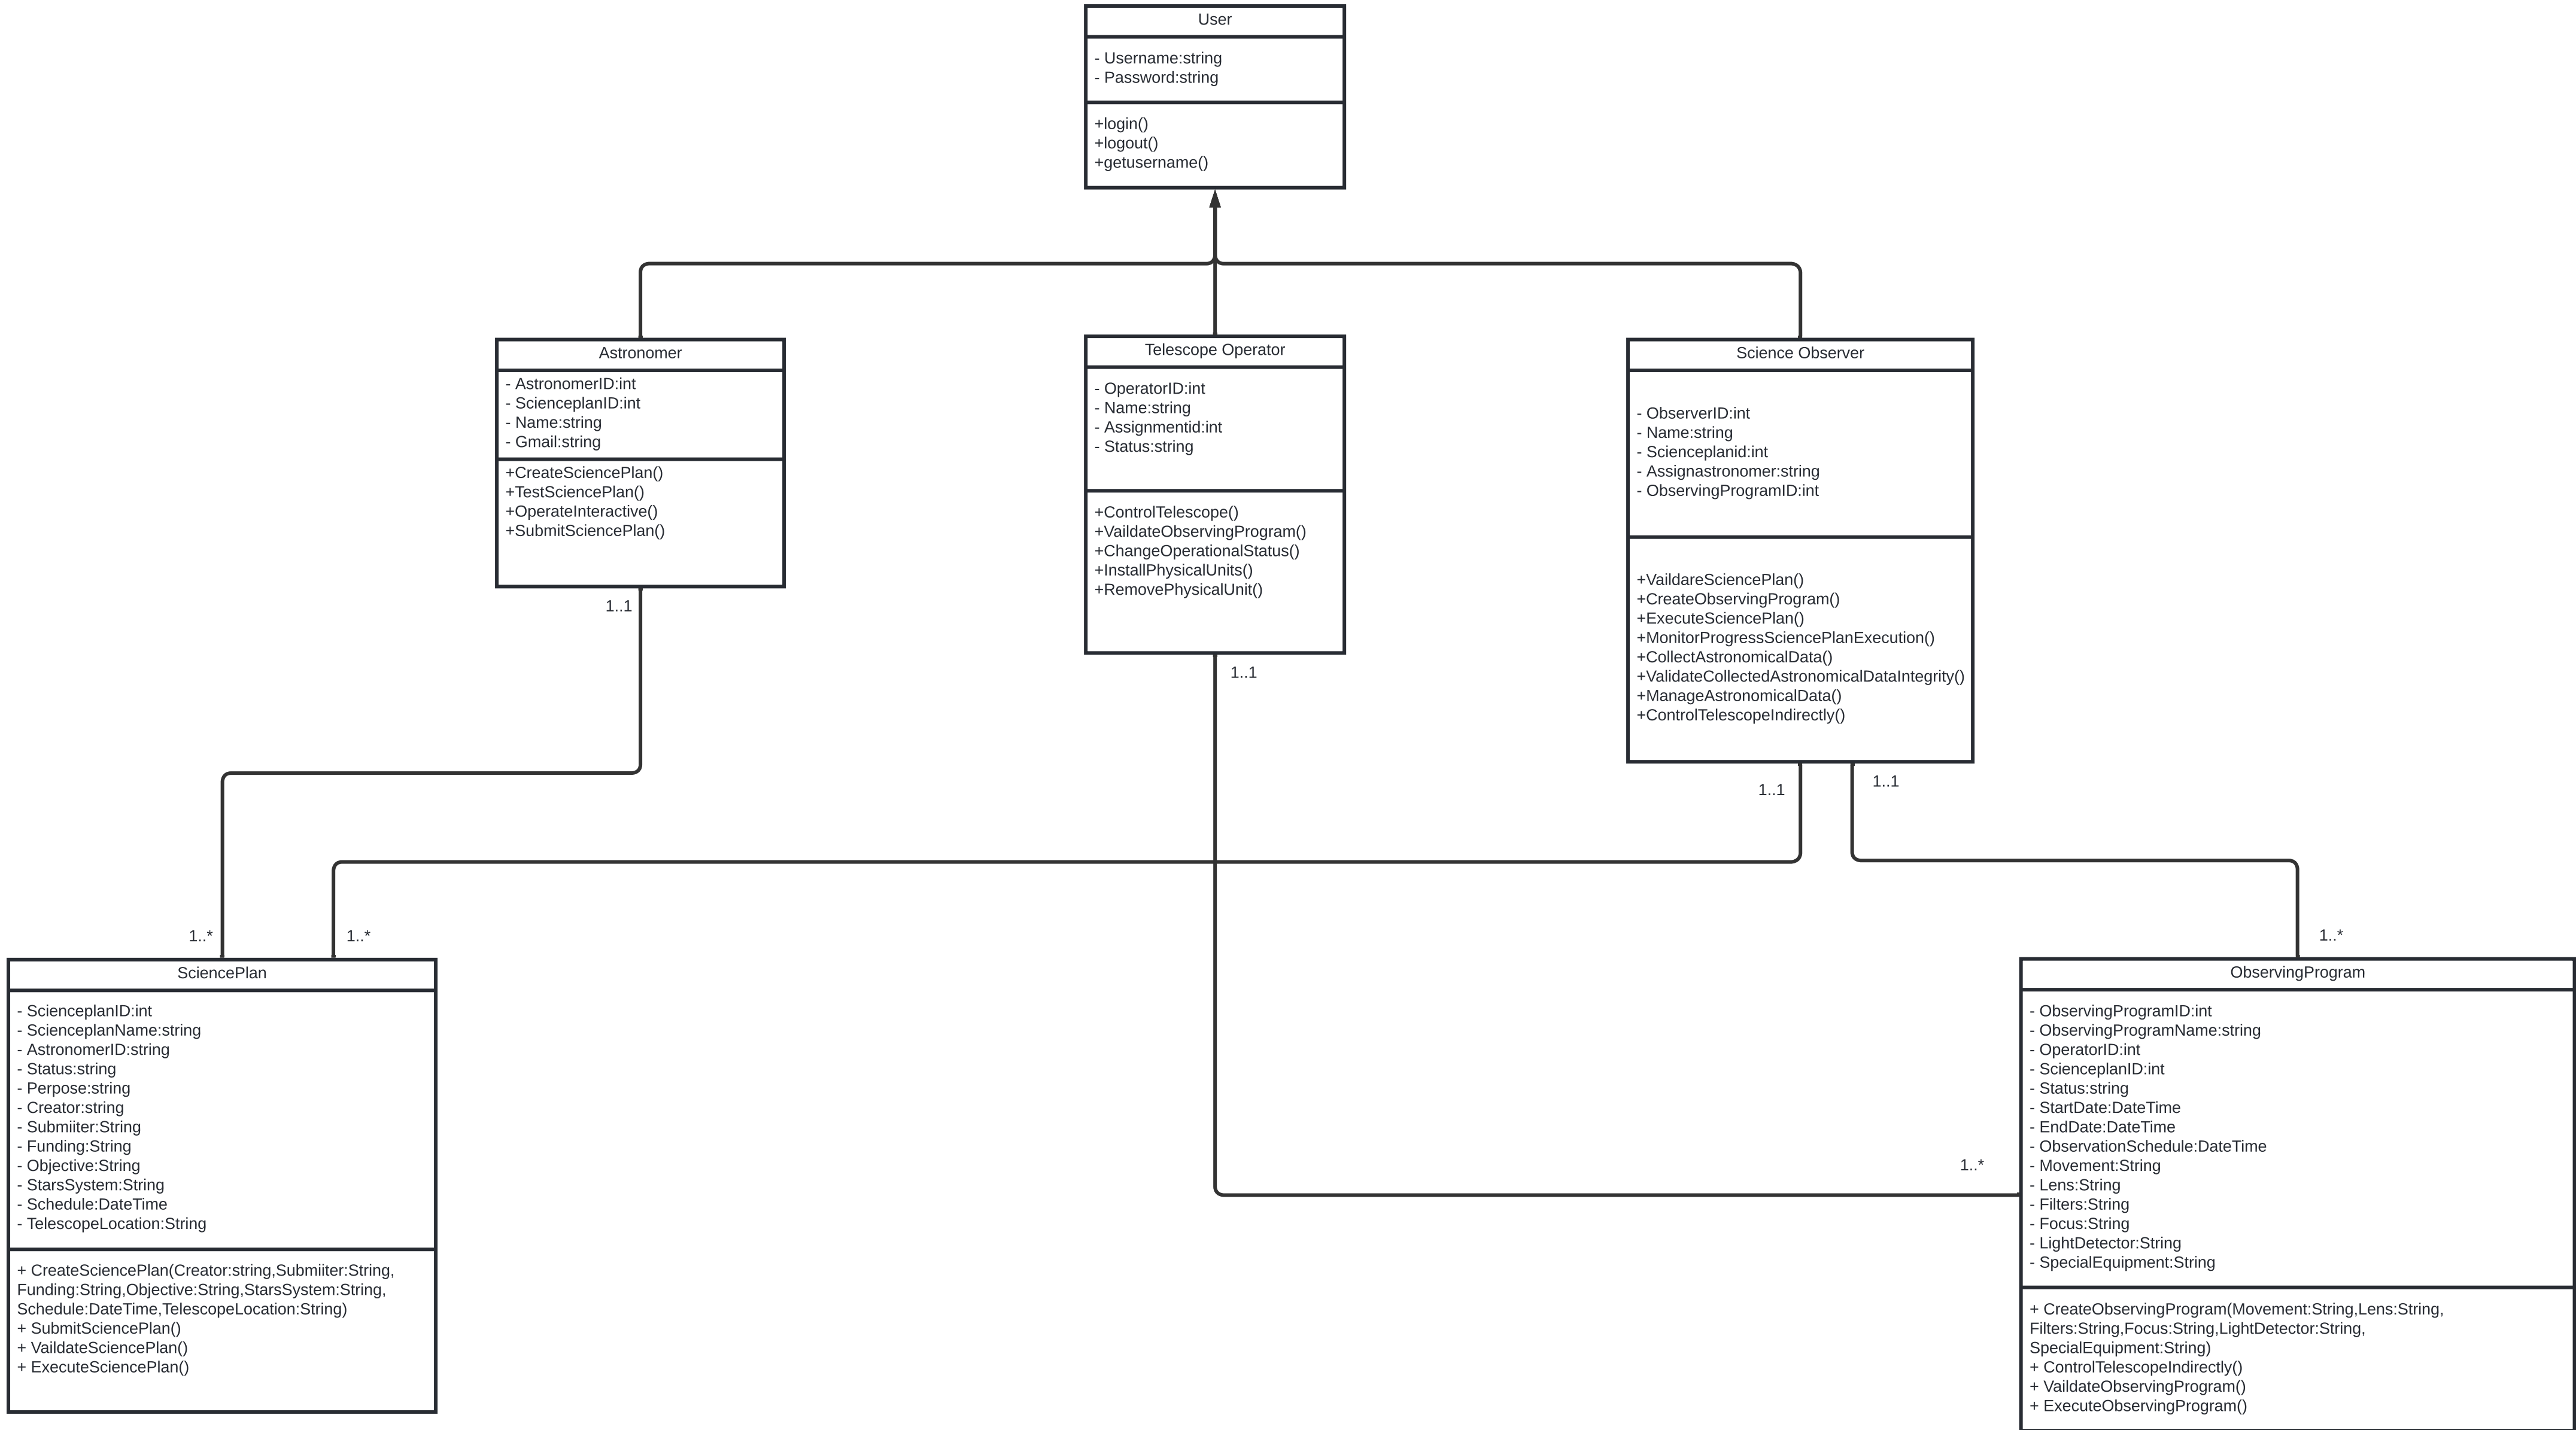 User
- Username:string
- Password:string
+login()
+logout()
+getusername()
Astronomer
- AstronomerID:int
- ScienceplanID:int
- Name:string
- Gmail:string
+CreateSciencePlan()
+TestSciencePlan()
+OperateInteractive()
+SubmitSciencePlan()
1..1
Telescope Operator
- OperatorID:int
- Name:string
- Assignmentid:int
- Status:string
+ControlTelescope()
+VaildateObservingProgram()
+ChangeOperationalStatus()
+InstallPhysicalUnits()
+RemovePhysicalUnit()
1..1
Science Observer
- ObserverID:int
- Name:string
- Scienceplanid:int
- Assignastronomer:string
- ObservingProgramID:int
+VaildareSciencePlan()
+CreateObservingProgram()
+ExecuteSciencePlan()
+MonitorProgressSciencePlanExecution()
+CollectAstronomicalData()
+ValidateCollectedAstronomicalDataIntegrity()
+ManageAstronomicalData()
+ControlTelescopeIndirectly()
1..1
1..1
1..*
1..*
SciencePlan
- ScienceplanID:int
- ScienceplanName:string
- AstronomerID:string
- Status:string
- Perpose:string
- Creator:string
- Submiiter:String
- Funding:String
- Objective:String
- StarsSystem:String
- Schedule:DateTime
- TelescopeLocation:String
+ CreateSciencePlan(Creator:string,Submiiter:String,
Funding:String,Objective:String,StarsSystem:String,
Schedule:DateTime,TelescopeLocation:String)
+ SubmitSciencePlan()
+ VaildateSciencePlan()
+ ExecuteSciencePlan()
1..*
1..*
ObservingProgram
- ObservingProgramID:int
- ObservingProgramName:string
- OperatorID:int
- ScienceplanID:int
- Status:string
- StartDate:DateTime
- EndDate:DateTime
- ObservationSchedule:DateTime
- Movement:String
- Lens:String
- Filters:String
- Focus:String
- LightDetector:String
- SpecialEquipment:String
+ CreateObservingProgram(Movement:String,Lens:String,
Filters:String,Focus:String,LightDetector:String,
SpecialEquipment:String)
+ ControlTelescopeIndirectly()
+ VaildateObservingProgram()
+ ExecuteObservingProgram()